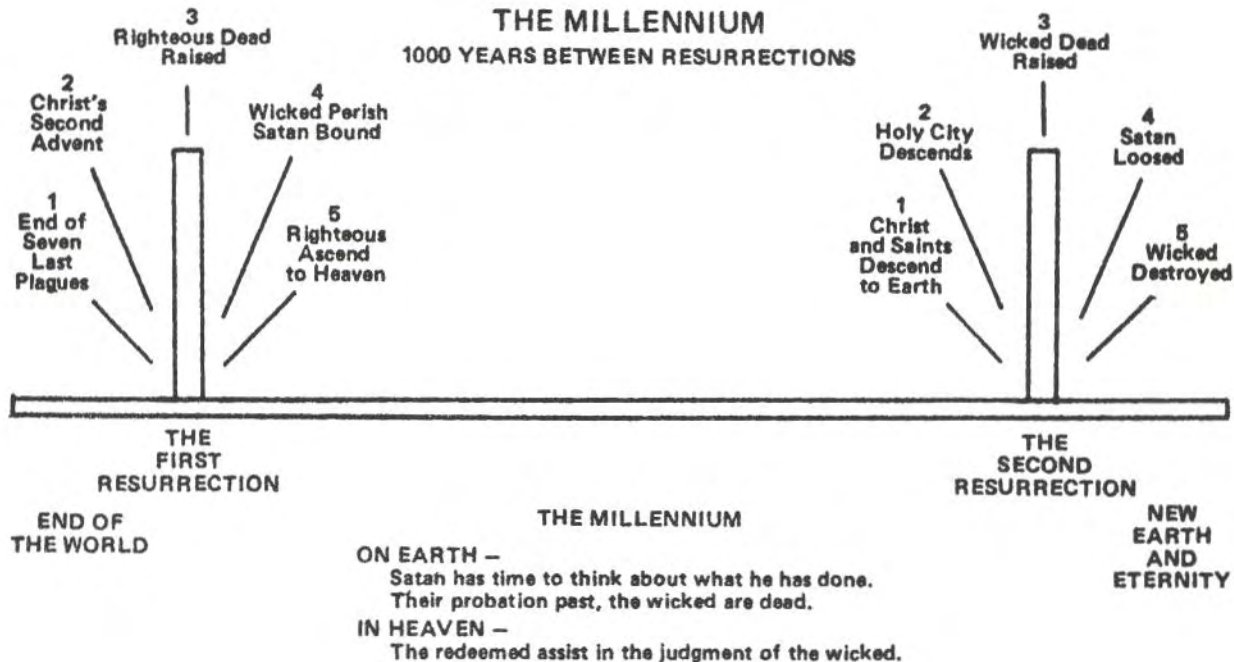 THE MILLENNIUM
1000 YEARS BETWEEN RESURRECTIONS
1
End of
Seven
Last
Plagues
2
Christ's
Second
Advent
3
Righteous Dead
Raised
4
Wicked Perish
Satan Bound
5
Righteous
Ascend
to Heaven
1
Christ
and Saints
Descend
to Earth
2
Holy City
Descends
3
Wicked Dead
Raised
4
Satan
Loosed
5
Wicked
Destroyed
THE
FIRST
RESURRECTION
THE
SECOND
RESURRECTION
END OF
THE WORLD
THE MILLENNIUM
ON EARTH –
Satan has time to think about what he has done.
Their probation past, the wicked are dead.
IN HEAVEN –
The redeemed assist in the judgment of the wicked.
NEW
EARTH
AND
ETERNITY